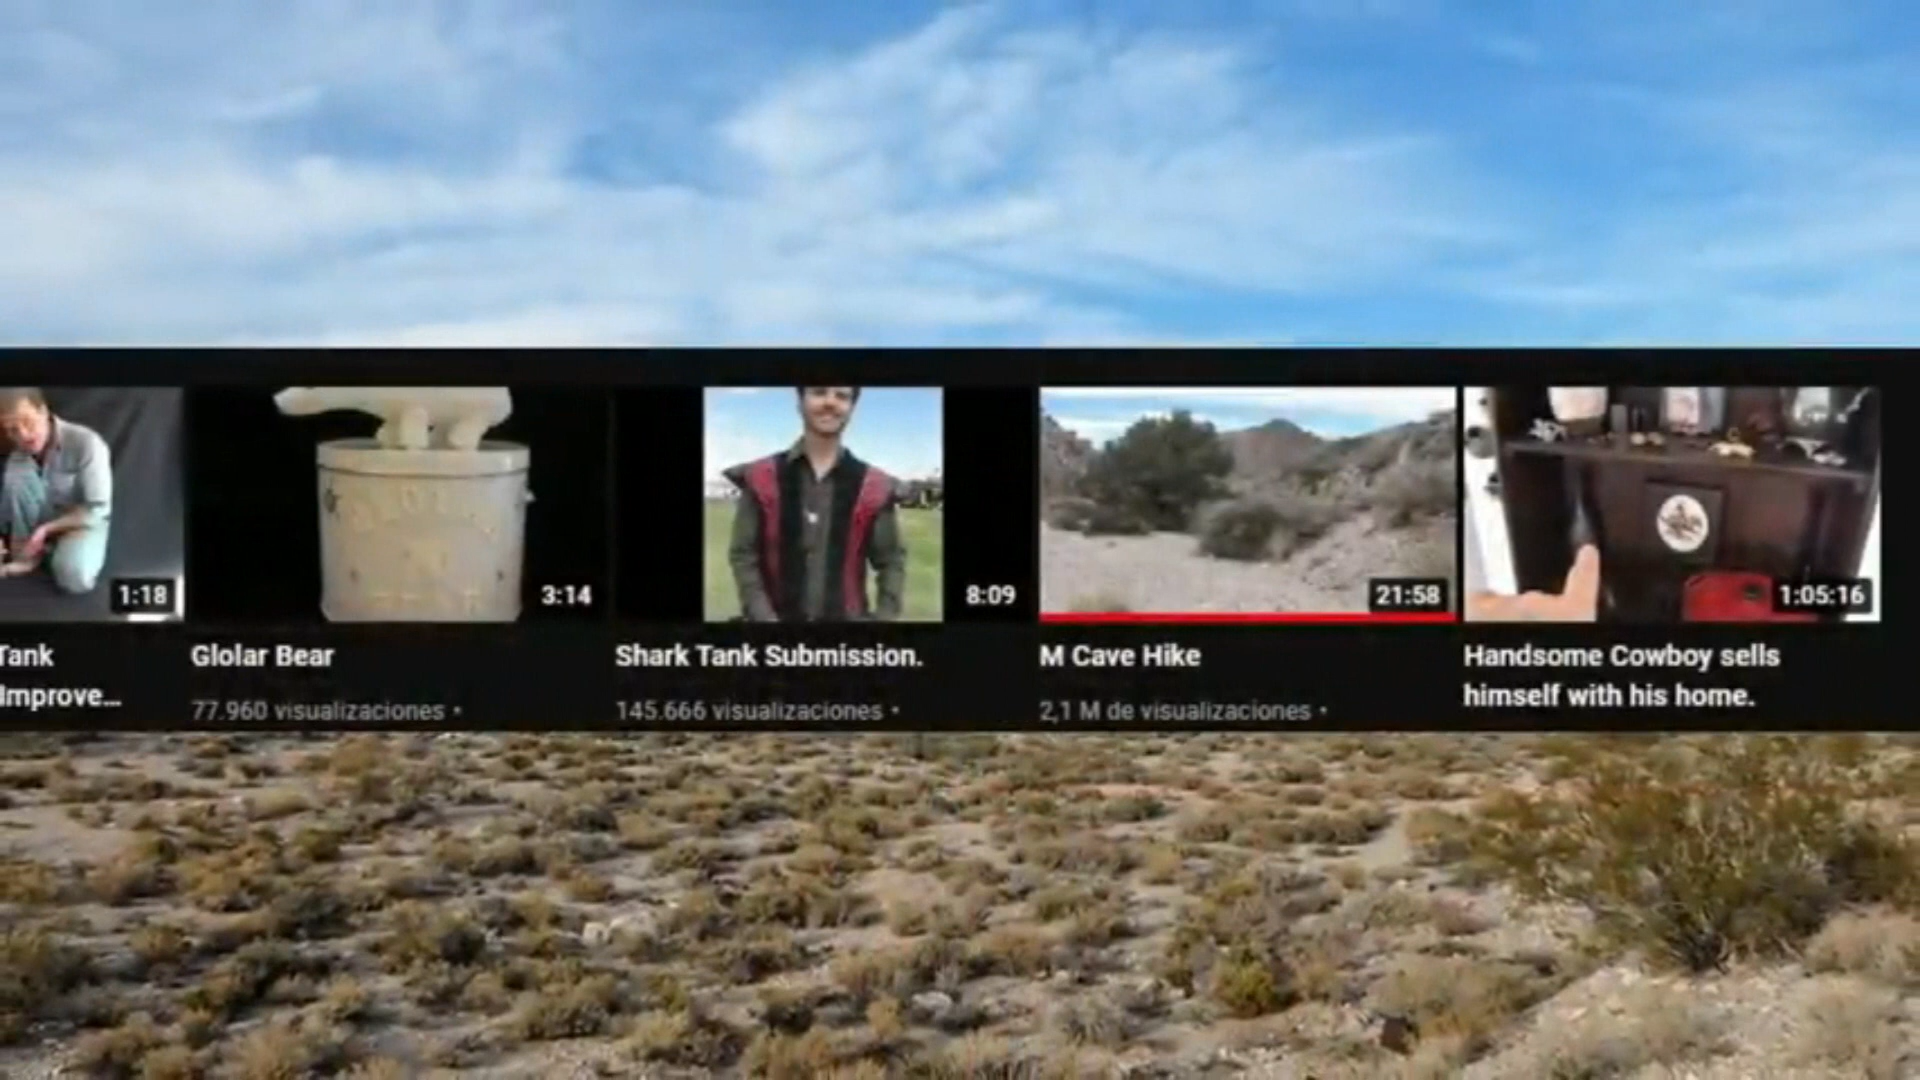 1:18
3:14
8:09
21:58
1:05:16
Tank
Improve...
Glolar Bear
77.960 visualizaciones •
Shark Tank Submission.
145.666 visualizaciones •
M Cave Hike
2,1 M de visualizaciones •
Handsome Cowboy sells
himself with his home.